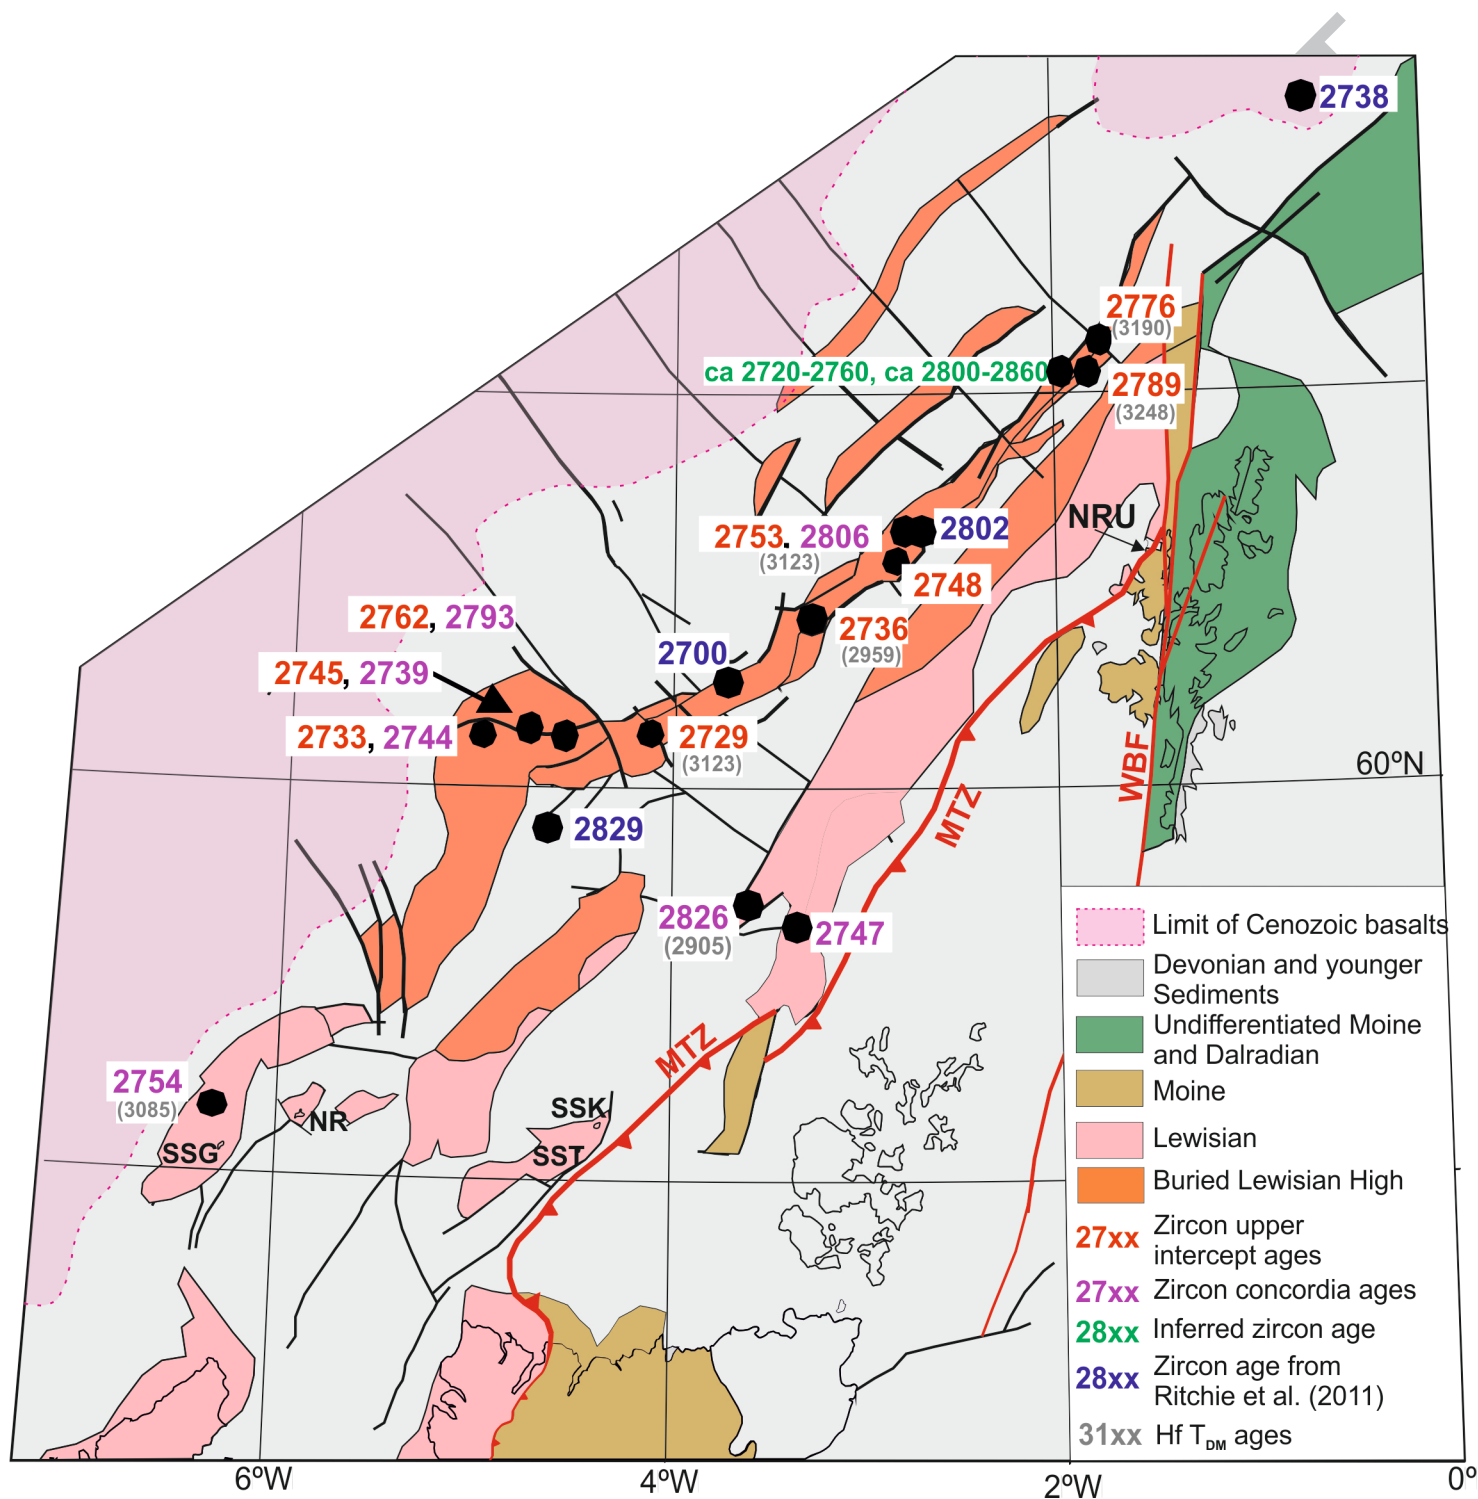 2738
2776
(3190)
ca 2720-2760, ca 2800-2860
2789
(3248)
NRU
2753, 2806
(3123)
2802
2748
2762, 2793
2736
(2959)
2700
2745, 2739
2733, 2744
2729
(3123)
WBF
60ºN
MTZ
2829
2826
(2905)
2747
MTZ
2754
(3085)
NR
SSK
SSG
SST
Limit of Cenozoic basalts
Devonian and younger
Sediments
Undifferentiated Moine
and Dalradian
Moine
Lewisian
Buried Lewisian High
27xx Zircon upper
intercept ages
27xx Zircon concordia ages
28xx Inferred zircon age
28xx Zircon age from
Ritchie et al. (2011)
31xx Hf TDM ages
6ºW
4ºW
2ºW
0º